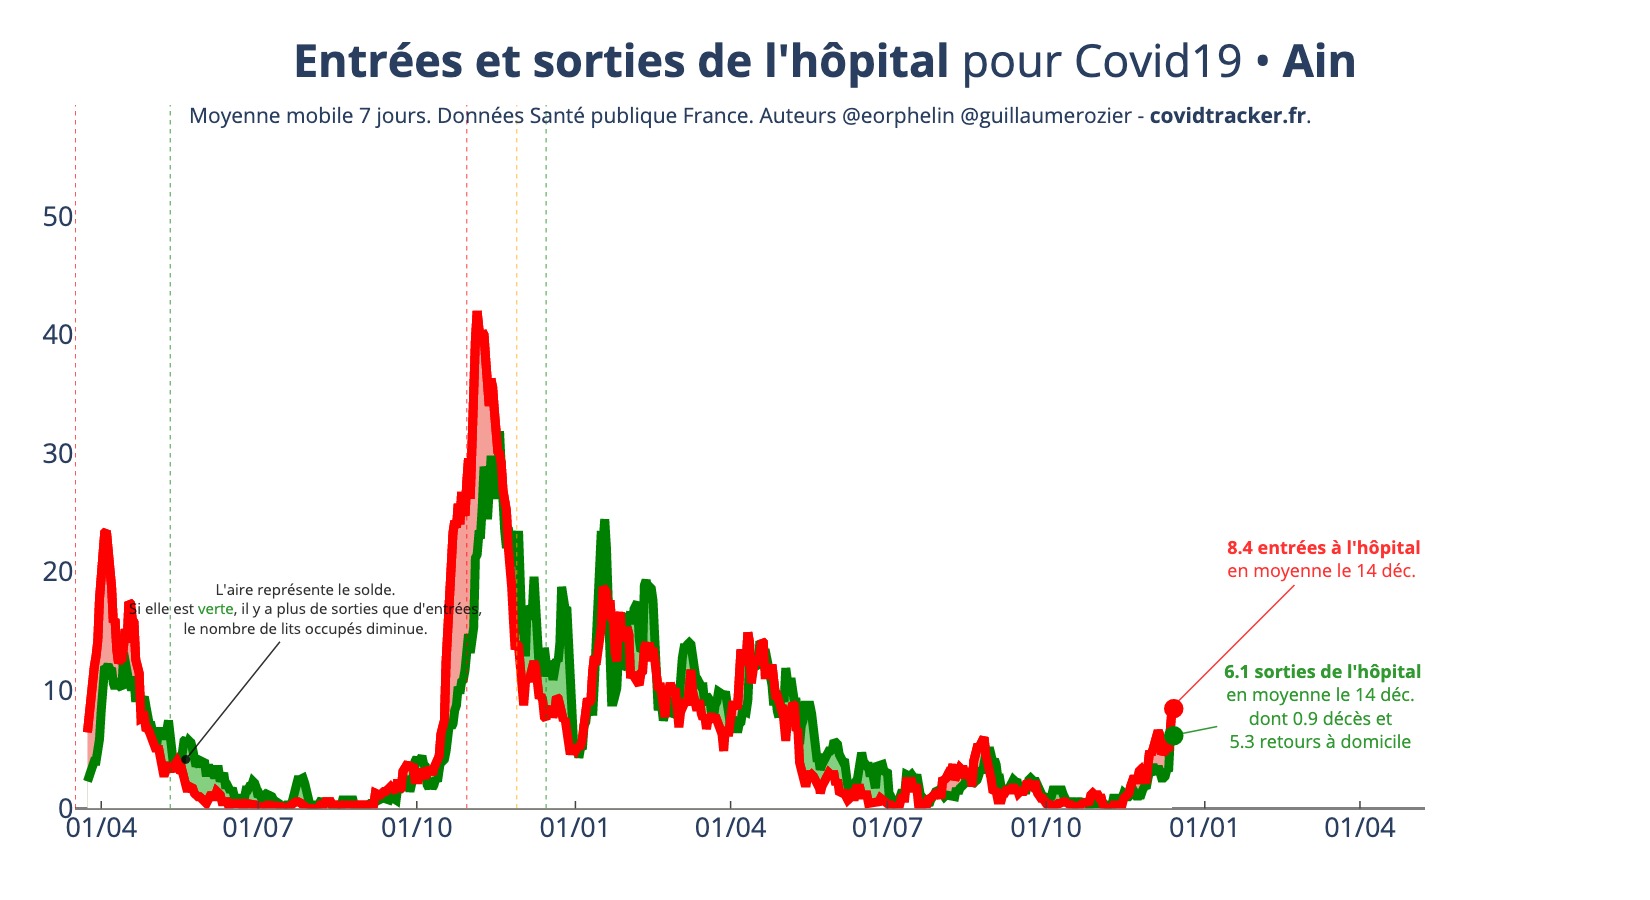 Entrées et sorties de l'hôpital pour Covid19 • Ain
Moyenne mobile 7 jours. Données Santé publique France. Auteurs @eorphelin @guillaumerozier - covidtracker.fr.
50
40
30
20
10
0
L'aire représente le solde.
Si elle est verte, il y a plus de sorties que d'entrées,
le nombre de lits occupés diminue.
8.4 entrées à l'hôpital
en moyenne le 14 déc.
6.1 sorties de l'hôpital
en moyenne le 14 déc.
dont 0.9 décès et
5.3 retours à domicile
01/04 01/07 01/10 01/01 01/04 01/07 01/10 01/01 01/04